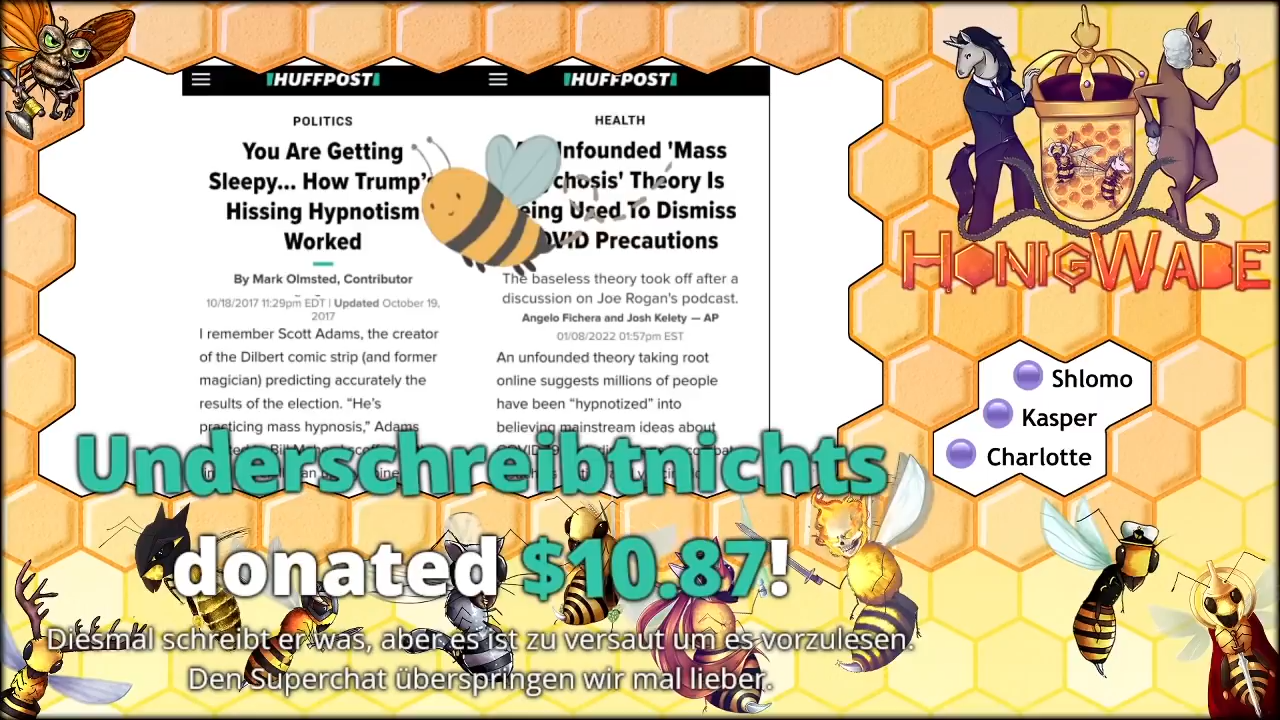 HUFFPOST
POLITICS
You Are Getting
Sleepy... How Trump's
Hissing Hypnotism
Worked
By Mark Olmsted, Contributor
10/18/2017 11:29pm EDT | Updated October 19,
2017
I remember Scott Adams, the creator
of the Dilbert comic strip (and former
magician) predicting accurately the
results of the election. “He's
practicing mass hypnosis,” Adams
HUFFPOST
HEALTH
Unfounded 'Mass
Theory Is
Being Used To Dismiss
COVID Precautions
The baseless theory took off after a
discussion on Joe Rogan's podcast.
Angelo Fichera and Josh Kelety — AP
01/08/2022 01:57pm EST
An unfounded theory taking root
online suggests millions of people
have been “hypnotized” into
believing mainstream ideas about
HONIGWABE
Shlomo
Kasper
Charlotte
Underschreibtnichts
donated $10.87!
Diesmal schreibt er was, aber es ist zu versaut um es vorzulesen.
Den Superchat überspringen wir mal lieber.